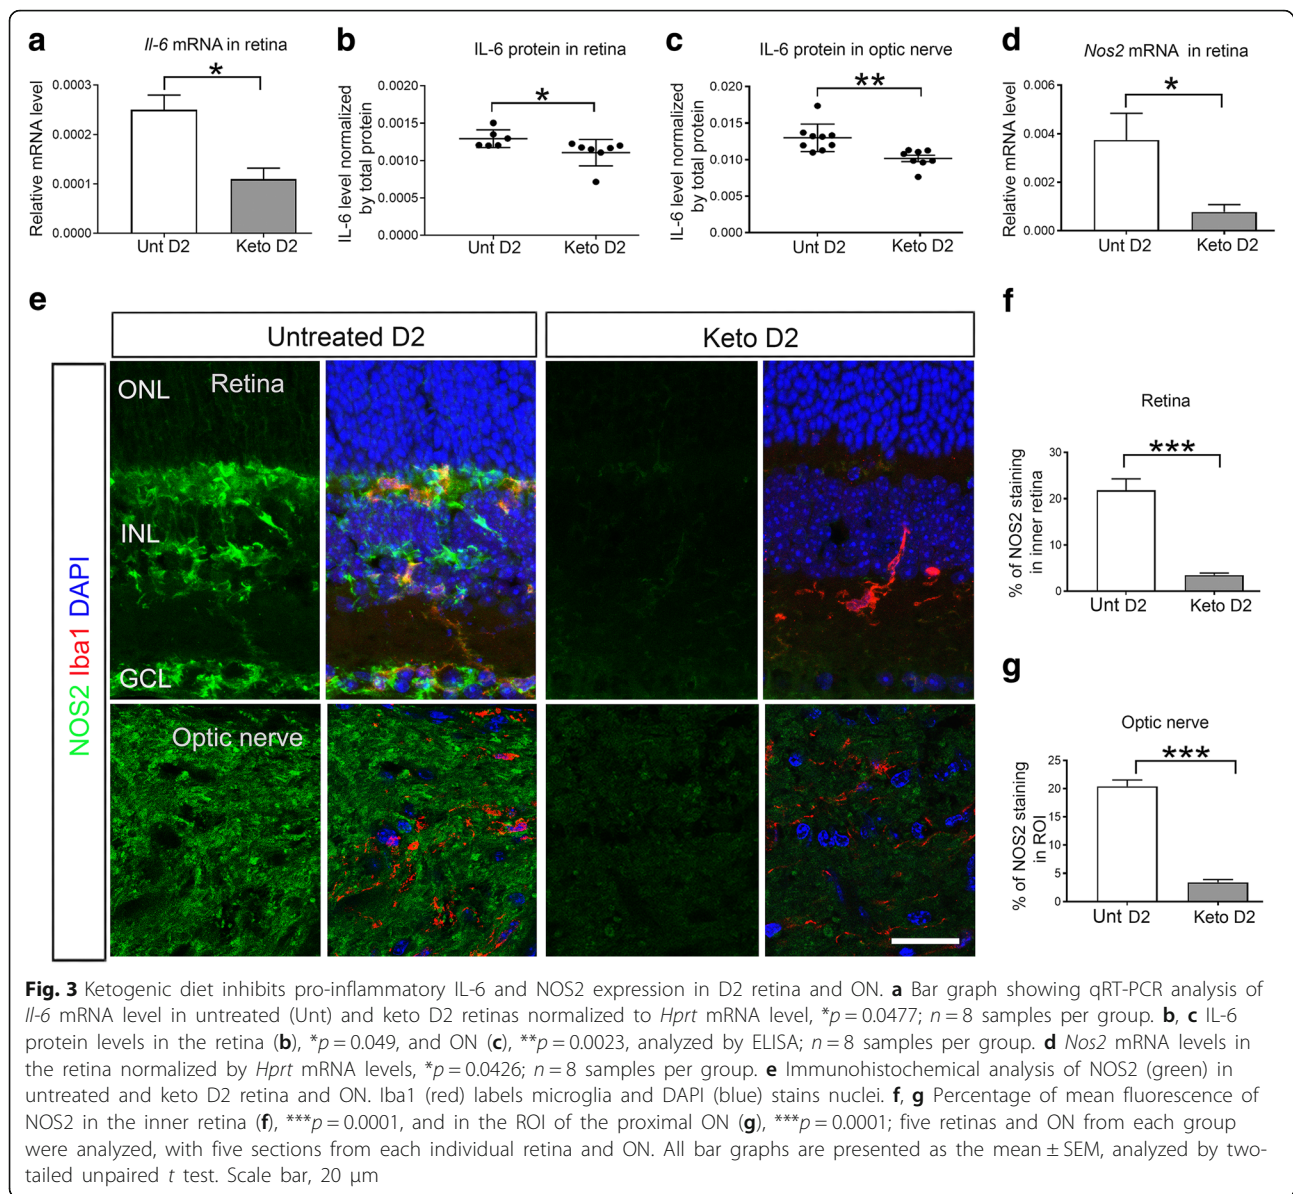 a
Il-6 mRNA in retina
*
Relative mRNA level
0.0003
0.0002
0.0001
0.0000
Unt D2 Keto D2
b
IL-6 protein in retina
*
IL-6 level normalized
by total protein
0.0020
0.0015
0.0010
0.0005
0.0000
Unt D2 Keto D2
c
IL-6 protein in optic nerve
**
IL-6 level normalized
by total protein
0.020
0.015
0.010
0.005
0.000
Unt D2 Keto D2
d
Nos2 mRNA in retina
*
Relative mRNA level
0.006
0.004
0.002
0.000
Unt D2 Keto D2
e
Untreated D2 Keto D2
NOS2 Iba1 DAPI
ONL Retina
INL
GCL
Optic nerve
f
Retina
***
% of NOS2 staining
in inner retina
30
20
10
0
Unt D2 Keto D2
g
Optic nerve
***
% of NOS2 staining
in ROI
25
20
15
10
5
0
Unt D2 Keto D2
Fig. 3 Ketogenic diet inhibits pro-inflammatory IL-6 and NOS2 expression in D2 retina and ON. a Bar graph showing qRT-PCR analysis of
Il-6 mRNA level in untreated (Unt) and keto D2 retinas normalized to Hprt mRNA level, *p = 0.0477; n = 8 samples per group. b, c IL-6
protein levels in the retina (b), *p = 0.049, and ON (c), **p = 0.0023, analyzed by ELISA; n = 8 samples per group. d Nos2 mRNA levels in
the retina normalized by Hprt mRNA levels, *p = 0.0426; n = 8 samples per group. e Immunohistochemical analysis of NOS2 (green) in
untreated and keto D2 retina and ON. Iba1 (red) labels microglia and DAPI (blue) stains nuclei. f, g Percentage of mean fluorescence of
NOS2 in the inner retina (f), ***p = 0.0001, and in the ROI of the proximal ON (g), ***p = 0.0001; five retinas and ON from each group
were analyzed, with five sections from each individual retina and ON. All bar graphs are presented as the mean ± SEM, analyzed by two-
tailed unpaired t test. Scale bar, 20 μm